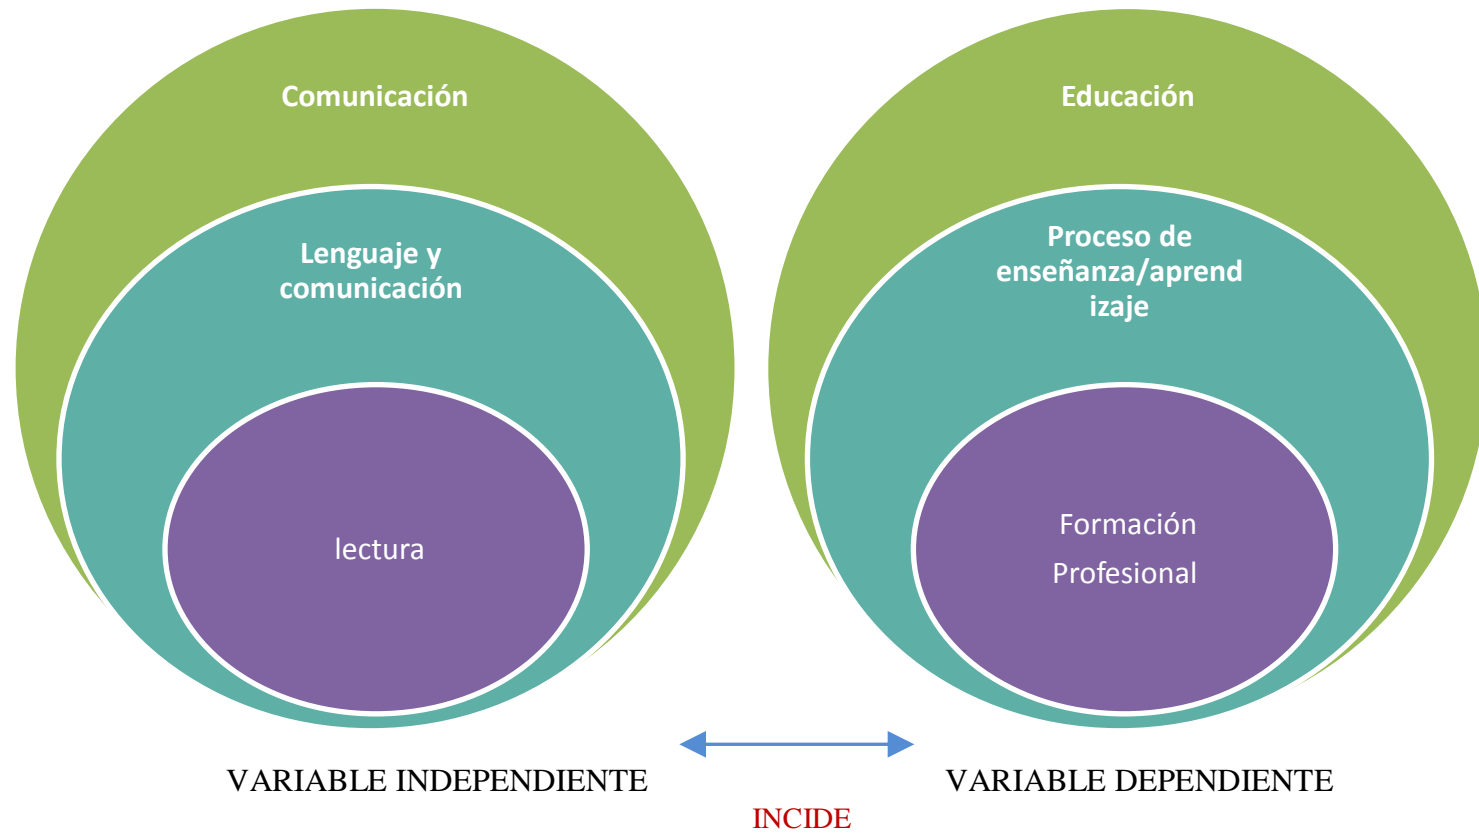 Comunicación
Lenguaje y
comunicación
lectura
Educación
Proceso de
enseñanza/aprend
izaje
Formación
Profesional
VARIABLE INDEPENDIENTE
VARIABLE DEPENDIENTE
INCIDE